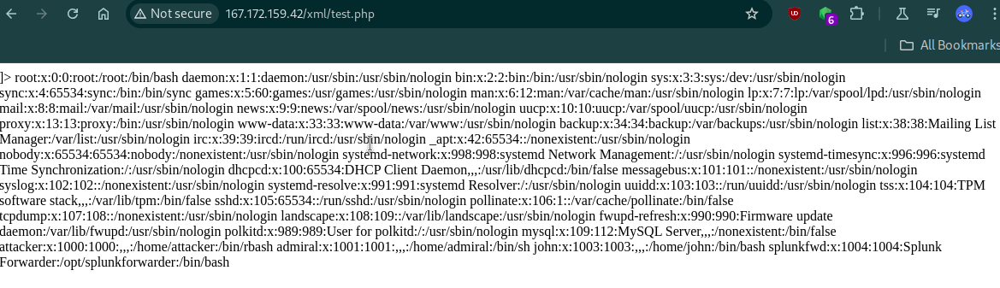 Not secure 167.172.159.42/xml/test.php
UD
6
All Bookmarks
]> root:x:0:0:root:/root:/bin/bash daemon:x:1:1:daemon:/usr/sbin:/usr/sbin/nologin bin:x:2:2:bin:/bin:/usr/sbin/nologin sys:x:3:3:sys:/dev:/usr/sbin/nologin
sync:x:4:65534:sync:/bin:/bin/sync games:x:5:60:games:/usr/games:/usr/sbin/nologin man:x:6:12:man:/var/cache/man:/usr/sbin/nologin lp:x:7:7:lp:/var/spool/lpd:/usr/sbin/nologin
mail:x:8:8:mail:/var/mail:/usr/sbin/nologin news:x:9:9:news:/var/spool/news:/usr/sbin/nologin uucp:x:10:10:uucp:/var/spool/uucp:/usr/sbin/nologin
proxy:x:13:13:proxy:/bin:/usr/sbin/nologin www-data:x:33:33:www-data:/var/www:/usr/sbin/nologin backup:x:34:34:backup:/var/backups:/usr/sbin/nologin list:x:38:38:Mailing List
Manager:/var/list:/usr/sbin/nologin irc:x:39:39:ircd:/run/ircd:/usr/sbin/nologin _apt:x:42:65534::/nonexistent:/usr/sbin/nologin
nobody:x:65534:65534:nobody:/nonexistent:/usr/sbin/nologin systemd-network:x:998:998:systemd Network Management:/:/usr/sbin/nologin systemd-timesync:x:996:996:systemd
Time Synchronization:/:/usr/sbin/nologin dhcpcd:x:100:65534:DHCP Client Daemon,,,:/usr/lib/dhcpcd:/bin/false messagebus:x:101:101::/nonexistent:/usr/sbin/nologin
syslog:x:102:102::/nonexistent:/usr/sbin/nologin systemd-resolve:x:991:991:systemd Resolver:/:/usr/sbin/nologin uuidd:x:103:103::/run/uuidd:/usr/sbin/nologin tss:x:104:104:TPM
software stack,,,:/var/lib/tpm:/bin/false sshd:x:105:65534::/run/sshd:/usr/sbin/nologin pollinate:x:106:1::/var/cache/pollinate:/bin/false
tcpdump:x:107:108::/nonexistent:/usr/sbin/nologin landscape:x:108:109::/var/lib/landscape:/usr/sbin/nologin fwupd-refresh:x:990:990:Firmware update
daemon:/var/lib/fwupd:/usr/sbin/nologin polkitd:x:989:989:User for polkitd:/:/usr/sbin/nologin mysql:x:109:112:MySQL Server,,,:/nonexistent:/bin/false
attacker:x:1000:1000:,,,:/home/attacker:/bin/rbash admiral:x:1001:1001:,,,:/home/admiral:/bin/sh john:x:1003:1003:,,,:/home/john:/bin/bash splunkfwd:x:1004:1004:Splunk
Forwarder:/opt/splunkforwarder:/bin/bash